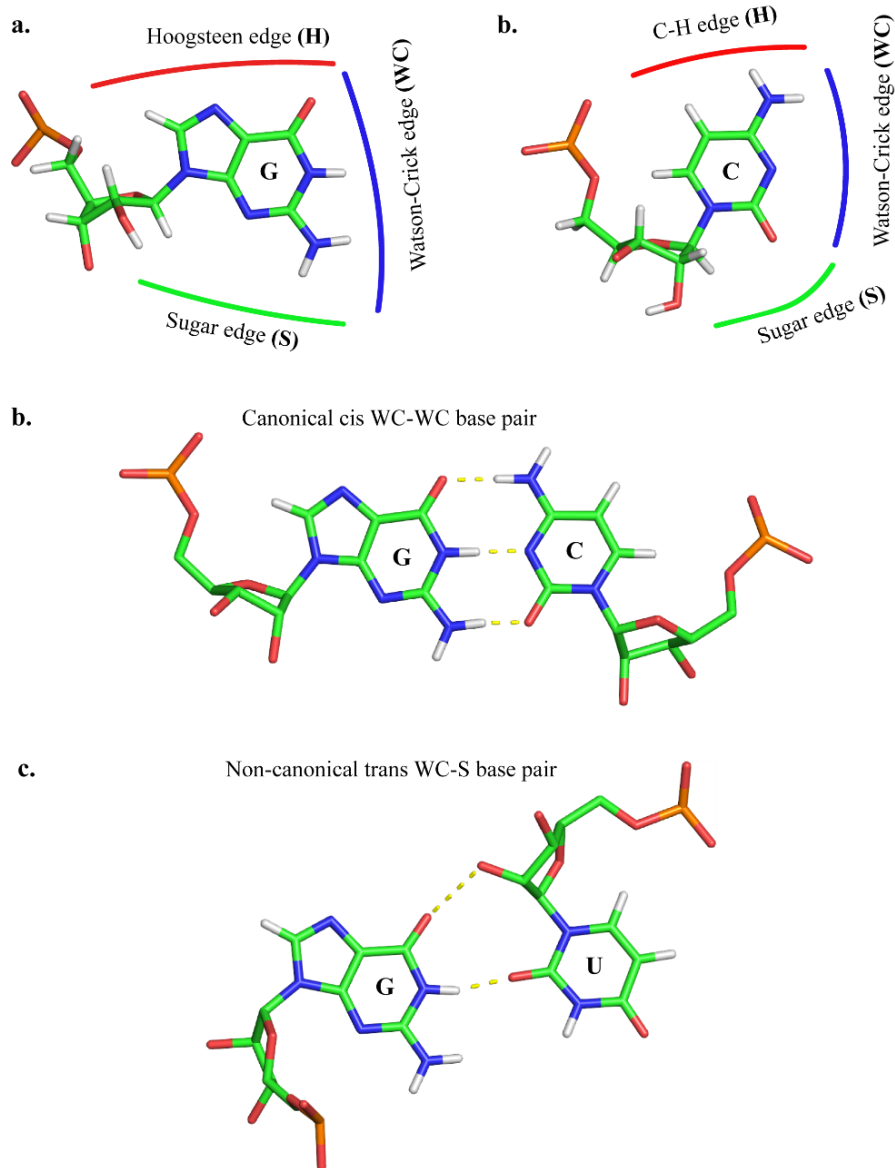 a.
Hoogsteen edge (H)
Watson-Crick edge (WC)
G
Sugar edge (S)
b.
C-H edge (H)
Watson-Crick edge (WC)
C
Sugar edge (S)
b.
Canonical cis WC-WC base pair
G
C
c.
Non-canonical trans WC-S base pair
G
U